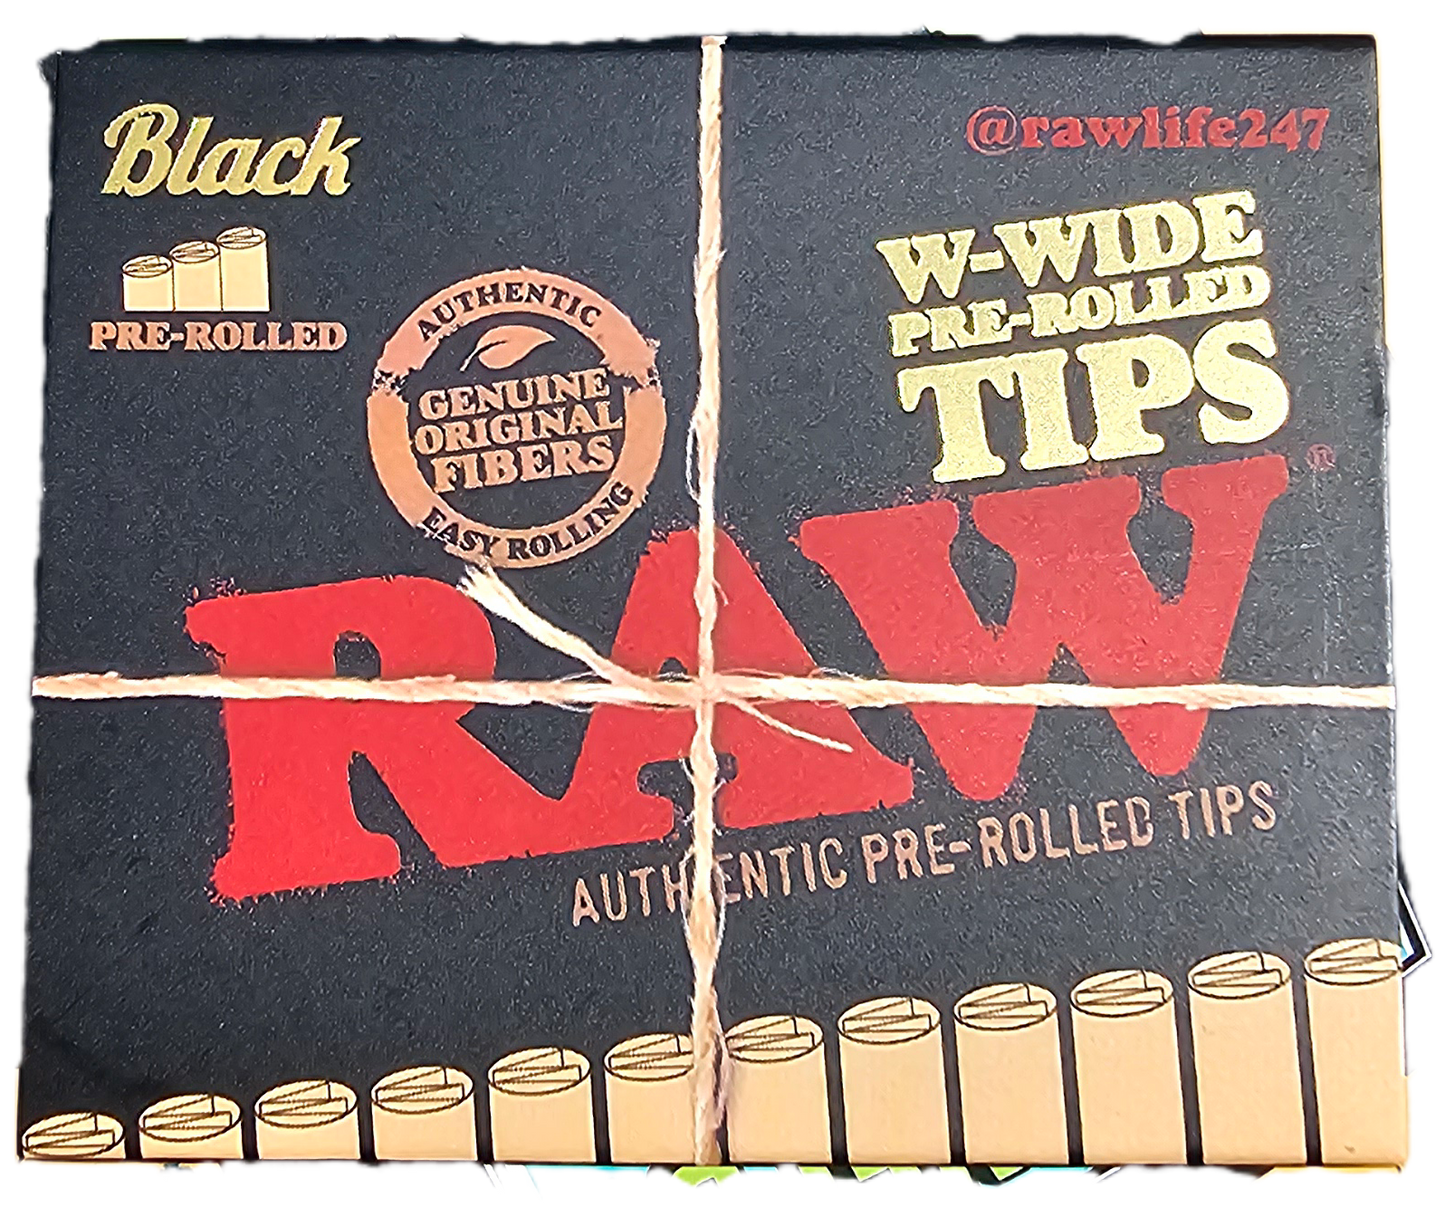 Black
PRE-ROLLED
@rawlife247
W-WIDE
PRE-ROLLED
TIPS
AUTHENTIC
GENUINE
ORIGINAL
FIBERS
EASY ROLLING
RAW®
AUTHENTIC PRE-ROLLED TIPS